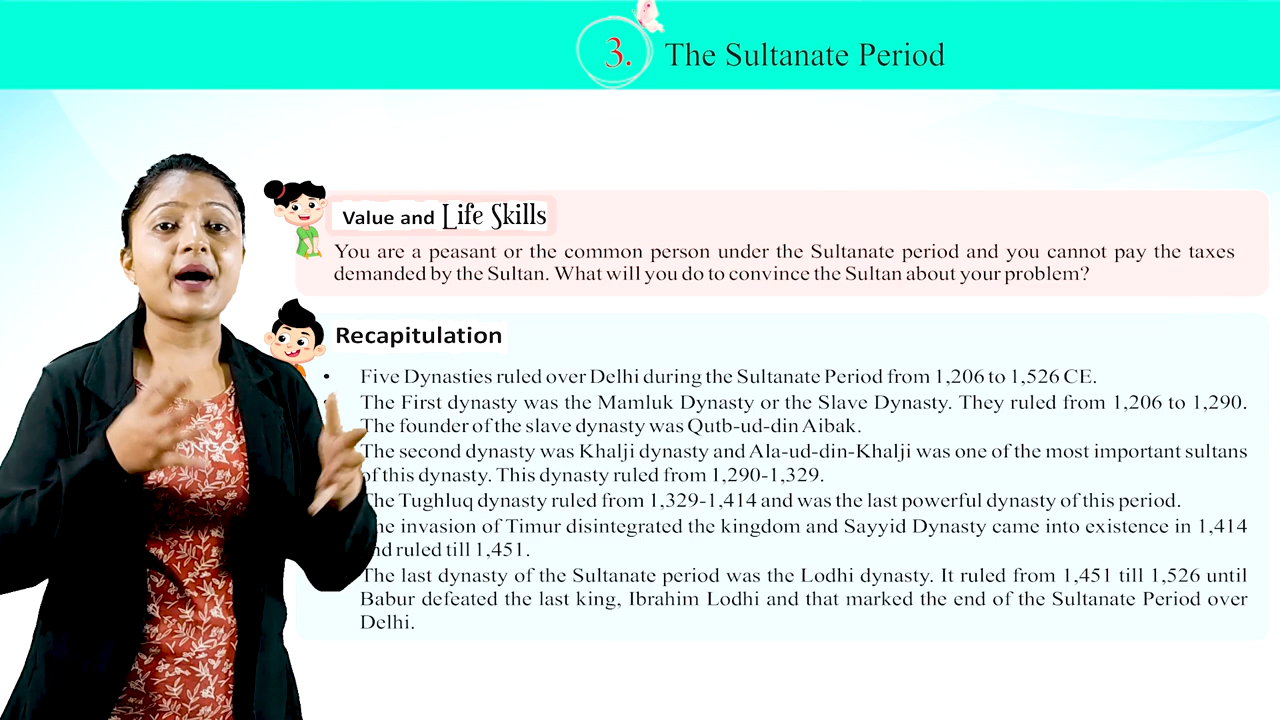 3. The Sultanate Period
Value and Life Skills
You are a peasant or the common person under the Sultanate period and you cannot pay the taxes
demanded by the Sultan. What will you do to convince the Sultan about your problem?
Recapitulation
• Five Dynasties ruled over Delhi during the Sultanate Period from 1,206 to 1,526 CE.
The First dynasty was the Mamluk Dynasty or the Slave Dynasty. They ruled from 1,206 to 1,290.
The founder of the slave dynasty was Qutb-ud-din Aibak.
The second dynasty was Khalji dynasty and Ala-ud-din-Khalji was one of the most important sultans
of this dynasty. This dynasty ruled from 1,290-1,329.
The Tughluq dynasty ruled from 1,329-1,414 and was the last powerful dynasty of this period.
The invasion of Timur disintegrated the kingdom and Sayyid Dynasty came into existence in 1,414
and ruled till 1,451.
The last dynasty of the Sultanate period was the Lodhi dynasty. It ruled from 1,451 till 1,526 until
Babur defeated the last king, Ibrahim Lodhi and that marked the end of the Sultanate Period over
Delhi.